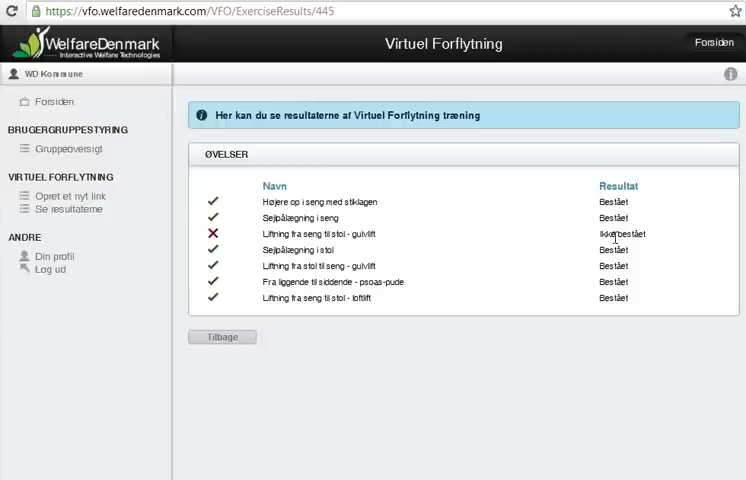 https://vfo.welfaredenmark.com/VFO/ExerciseResults/445
WelfareDenmark
Interactive Welfare Technologies
Virtuel Forflytning
Forsiden
WD Kommune
Forsiden
BRUGERGRUPPESTYRING
Gruppeoversigt
VIRTUEL FORFLYTNING
Opret et nyt link
Se resultaterne
ANDRE
Din profil
Log ud
Her kan du se resultaterne af Virtuel Forflytning træning
ØVELSER
Navn Resultat
Højere op i seng med stiklagen Bestået
Sejlpålægning i seng Bestået
Liftning fra seng til stol - gulvlift Ikke bestået
Sejlpålægning i stol Bestået
Liftning fra stol til seng - gulvlift Bestået
Fra liggende til siddende - psoas-pude Bestået
Liftning fra seng til stol - loftlift Bestået
Tilbage